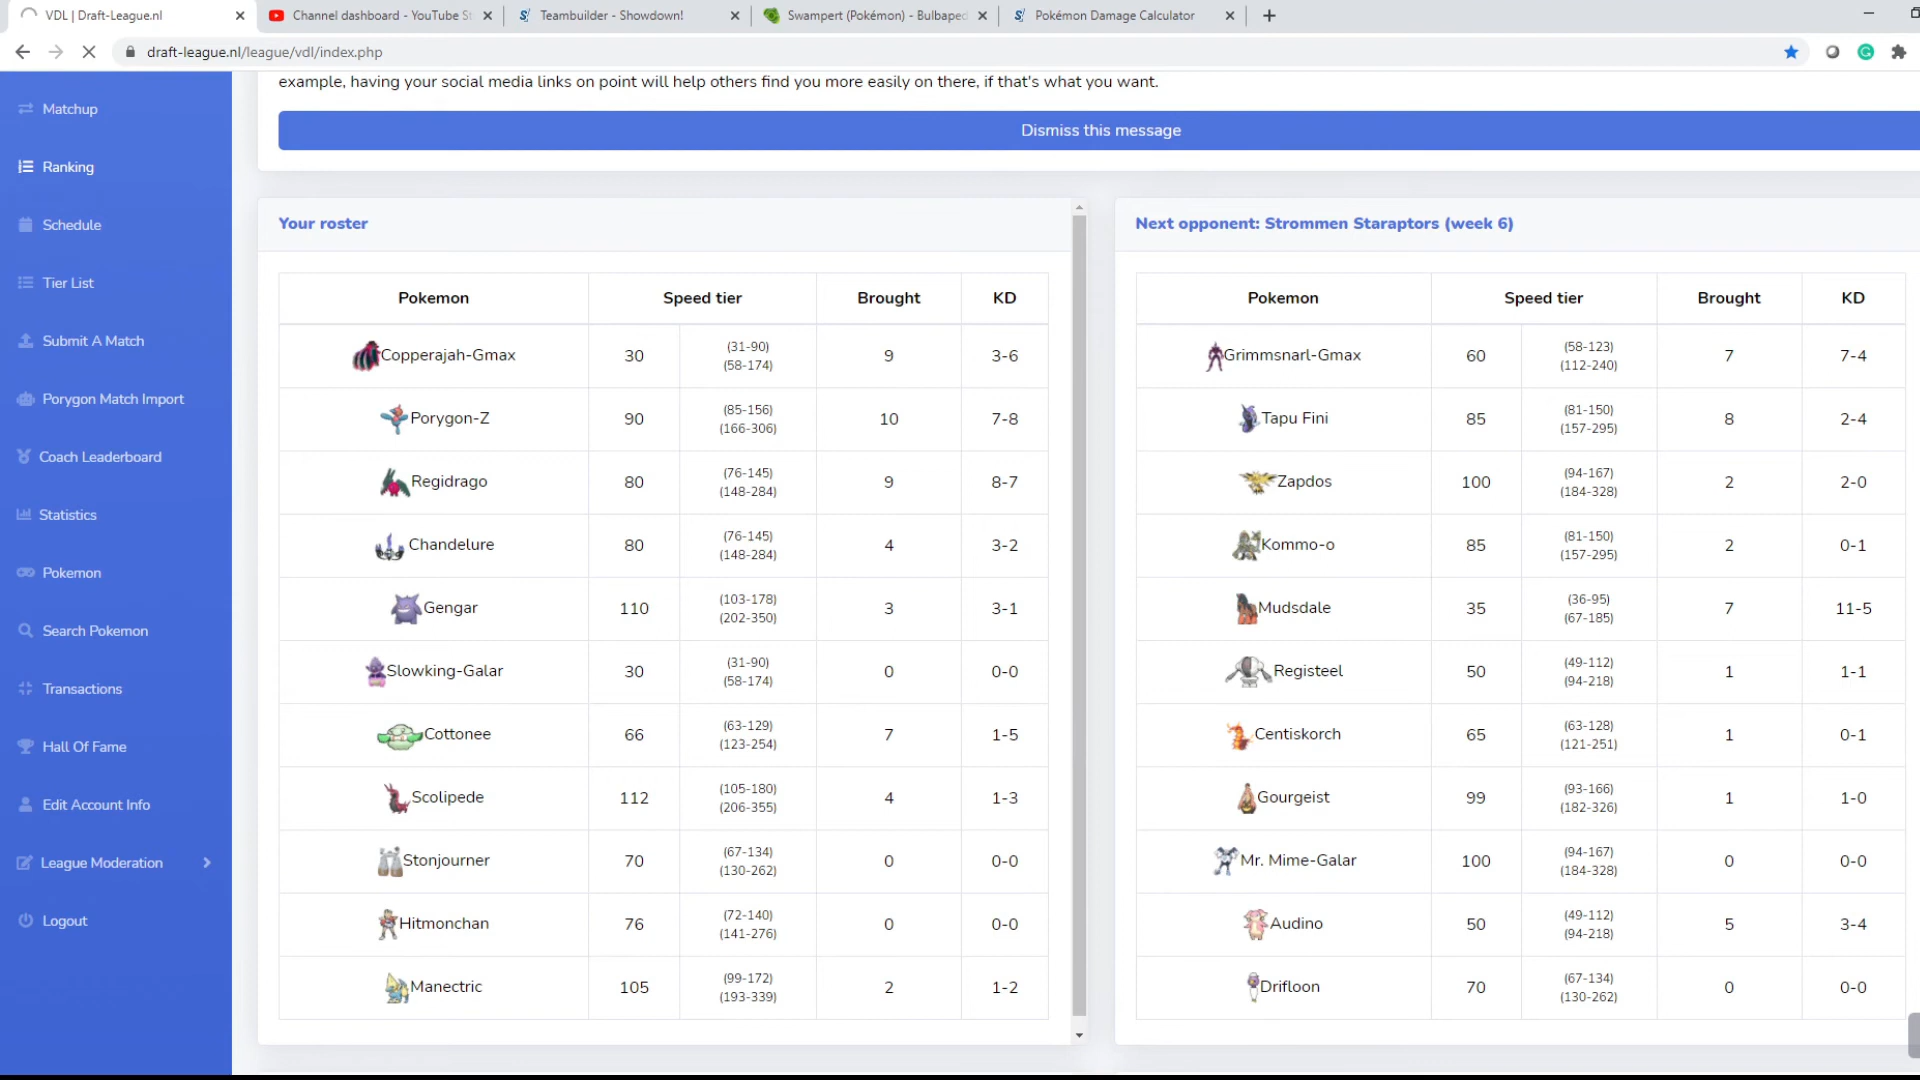 VDL | Draft-League.nl
Channel dashboard - YouTube St
Teambuilder - Showdown!
Swampert (Pokémon) - Bulbaped
Pokémon Damage Calculator
draft-league.nl/league/vdl/index.php
example, having your social media links on point will help others find you more easily on there, if that's what you want.
Dismiss this message
Matchup
Ranking
Schedule
Tier List
Submit A Match
Porygon Match Import
Coach Leaderboard
Statistics
Pokemon
Search Pokemon
Transactions
Hall Of Fame
Edit Account Info
League Moderation
Logout
Your roster
Pokemon Speed tier Brought KD
Copperajah-Gmax 30 (31-90) (58-174) 9 3-6
Porygon-Z 90 (85-156) (166-306) 10 7-8
Regidrago 80 (76-145) (148-284) 9 8-7
Chandelure 80 (76-145) (148-284) 4 3-2
Gengar 110 (103-178) (202-350) 3 3-1
Slowking-Galar 30 (31-90) (58-174) 0 0-0
Cottonee 66 (63-129) (123-254) 7 1-5
Scolipede 112 (105-180) (206-355) 4 1-3
Stonjourner 70 (67-134) (130-262) 0 0-0
Hitmonchan 76 (72-140) (141-276) 0 0-0
Manectric 105 (99-172) (193-339) 2 1-2
Next opponent: Strommen Staraptors (week 6)
Pokemon Speed tier Brought KD
Grimmsnarl-Gmax 60 (58-123) (112-240) 7 7-4
Tapu Fini 85 (81-150) (157-295) 8 2-4
Zapdos 100 (94-167) (184-328) 2 2-0
Kommo-o 85 (81-150) (157-295) 2 0-1
Mudsdale 35 (36-95) (67-185) 7 11-5
Registeel 50 (49-112) (94-218) 1 1-1
Centiskorch 65 (63-128) (121-251) 1 0-1
Gourgeist 99 (93-166) (182-326) 1 1-0
Mr. Mime-Galar 100 (94-167) (184-328) 0 0-0
Audino 50 (49-112) (94-218) 5 3-4
Drifloon 70 (67-134) (130-262) 0 0-0